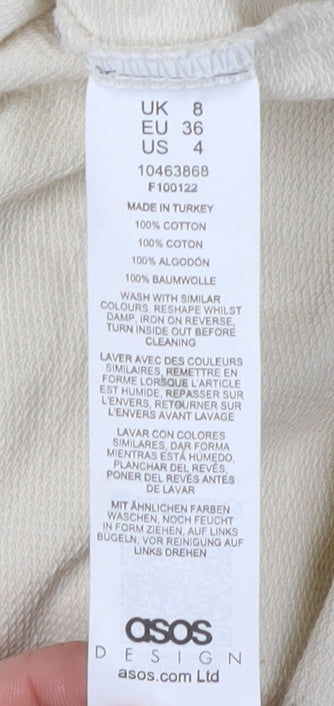 UK 8
EU 36
US 4
10463868
F100122
MADE IN TURKEY
100% COTTON
100% COTON
100% ALGODÓN
100% BAUMWOLLE
WASH WITH SIMILAR
COLOURS, RESHAPE WHILST
DAMP, IRON ON REVERSE,
TURN INSIDE OUT BEFORE
CLEANING
LAVER AVEC DES COULEURS
SIMILAIRES, REMETTRE EN
FORME LORSQUE L'ARTICLE
EST HUMIDE, REPASSER SUR
L'ENVERS, RETOURNER SUR
L'ENVERS AVANT LAVAGE
LAVAR CON COLORES
SIMILARES, DAR FORMA
MIENTRAS ESTÁ HÚMEDO,
PLANCHAR DEL REVÉS,
PONER DEL REVÉS ANTES
DE LAVAR
MIT ÄHNLICHEN FARBEN
WASCHEN, NOCH FEUCHT
IN FORM ZIEHEN, AUF LINKS
BÜGELN, VOR REINIGUNG AUF
LINKS DREHEN
asos
DESIGN
asos.com Ltd